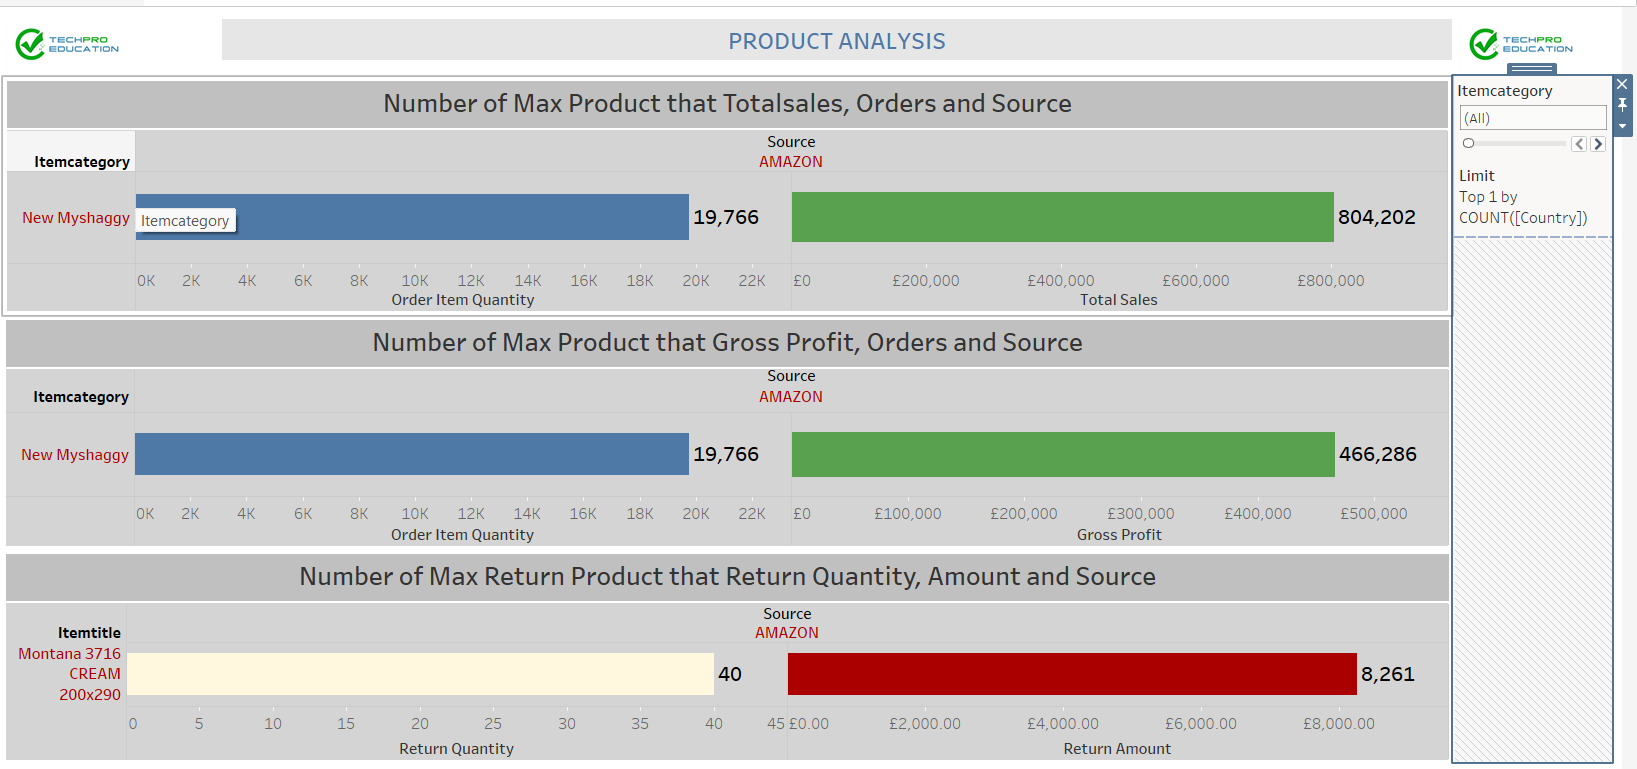 TECHPRO
EDUCATION
PRODUCT ANALYSIS
TECHPRO
EDUCATION
Number of Max Product that Totalsales, Orders and Source
Itemcategory
Source
AMAZON
New Myshaggy
Itemcategory
19,766
804,202
0K 2K 4K 6K 8K 10K 12K 14K 16K 18K 20K 22K £0 £200,000 £400,000 £600,000 £800,000
Order Item Quantity Total Sales
Number of Max Product that Gross Profit, Orders and Source
Itemcategory
Source
AMAZON
New Myshaggy
19,766
466,286
0K 2K 4K 6K 8K 10K 12K 14K 16K 18K 20K 22K £0 £100,000 £200,000 £300,000 £400,000 £500,000
Order Item Quantity Gross Profit
Number of Max Return Product that Return Quantity, Amount and Source
Source
AMAZON
Itemtitle
Montana 3716
CREAM
200x290
40
8,261
0 5 10 15 20 25 30 35 40 45 £0.00 £2,000.00 £4,000.00 £6,000.00 £8,000.00
Return Quantity Return Amount
Itemcategory
(All)
Limit
Top 1 by
COUNT([Country])